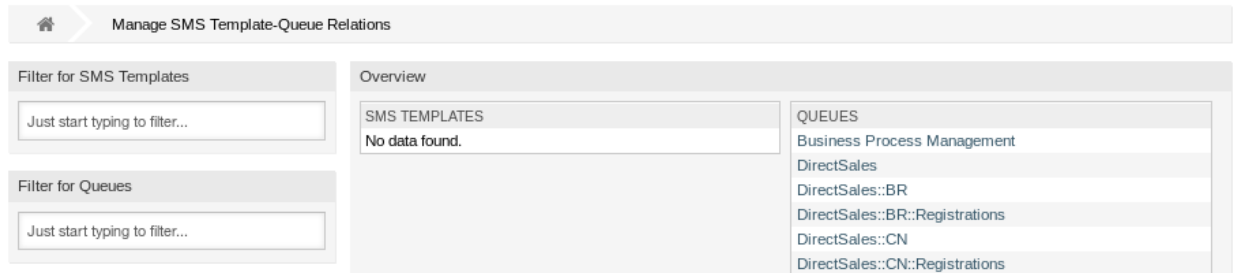 Manage SMS Template-Queue Relations
Filter for SMS Templates
Just start typing to filter...
Filter for Queues
Just start typing to filter...
Overview
SMS TEMPLATES
No data found.
QUEUES
Business Process Management
DirectSales
DirectSales::BR
DirectSales::BR::Registrations
DirectSales::CN
DirectSales::CN::Registrations